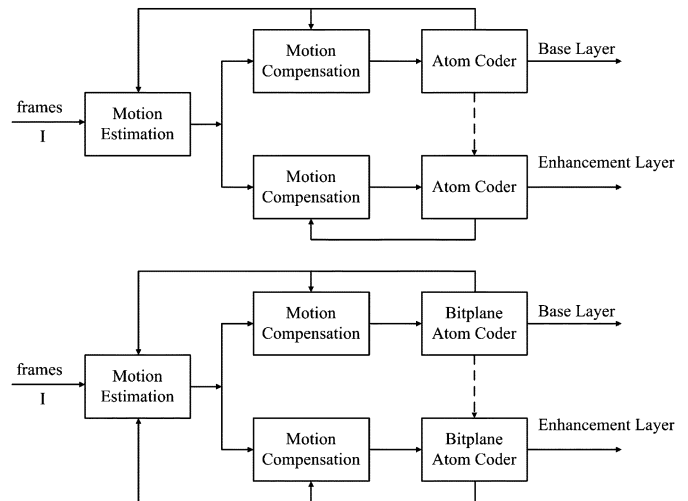 Motion
Compensation
Atom Coder
Base Layer
frames
I
Motion
Estimation
Motion
Compensation
Atom Coder
Enhancement Layer
Motion
Compensation
Bitplane
Atom Coder
Base Layer
frames
I
Motion
Estimation
Motion
Compensation
Bitplane
Atom Coder
Enhancement Layer